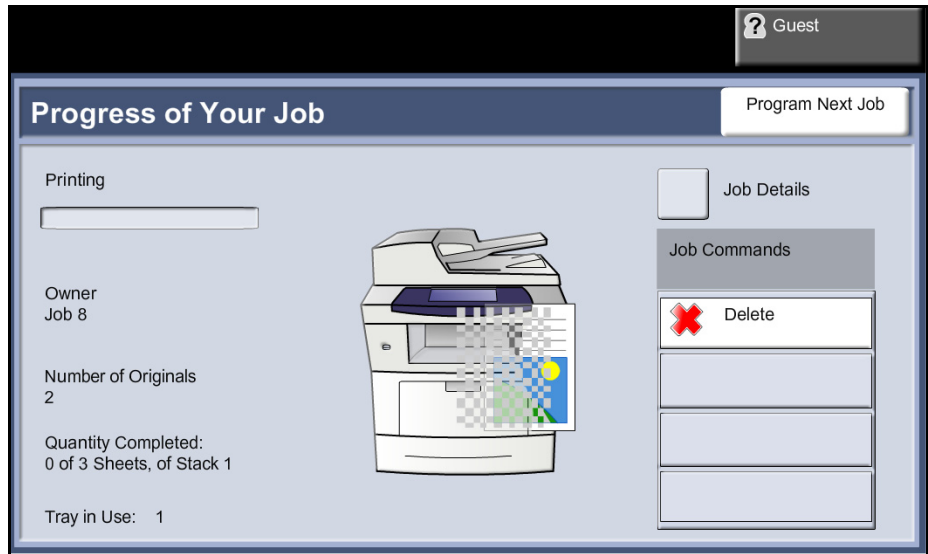 Guest
Progress of Your Job
Program Next Job
Printing
Job Details
Job Commands
Owner
Job 8
Delete
Number of Originals
2
Quantity Completed:
0 of 3 Sheets, of Stack 1
Tray in Use: 1